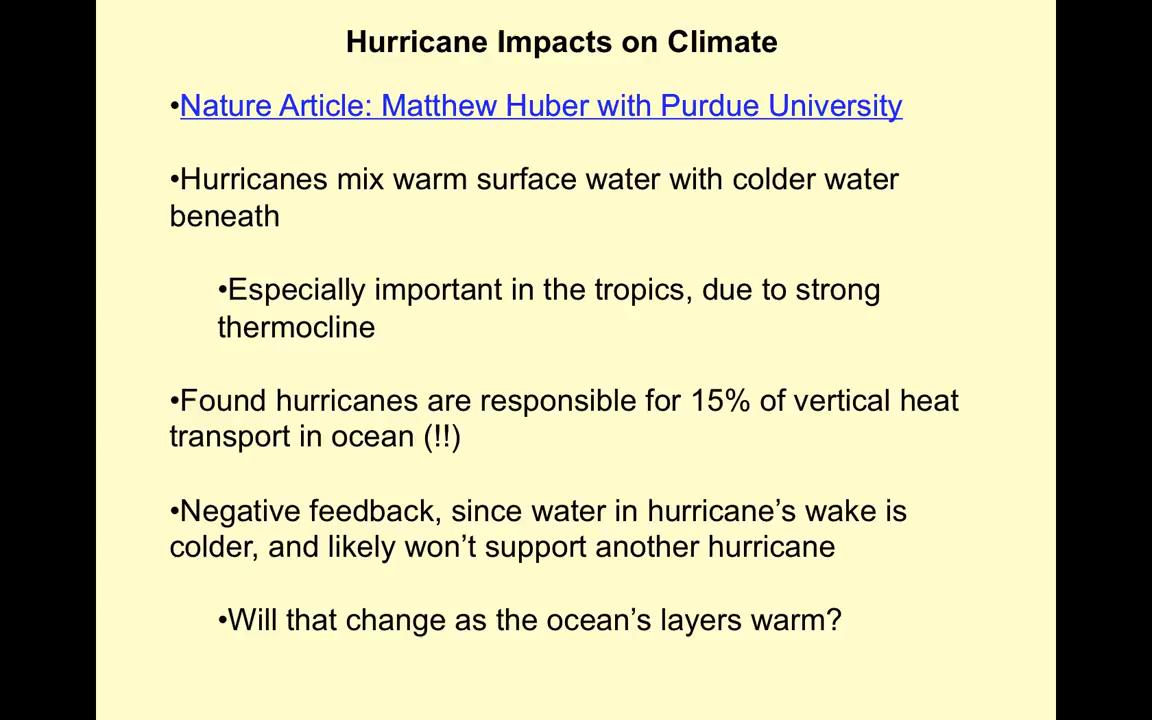 Hurricane Impacts on Climate
•Nature Article: Matthew Huber with Purdue University
•Hurricanes mix warm surface water with colder water
beneath
•Especially important in the tropics, due to strong
thermocline
•Found hurricanes are responsible for 15% of vertical heat
transport in ocean (!!)
•Negative feedback, since water in hurricane’s wake is
colder, and likely won’t support another hurricane
•Will that change as the ocean’s layers warm?